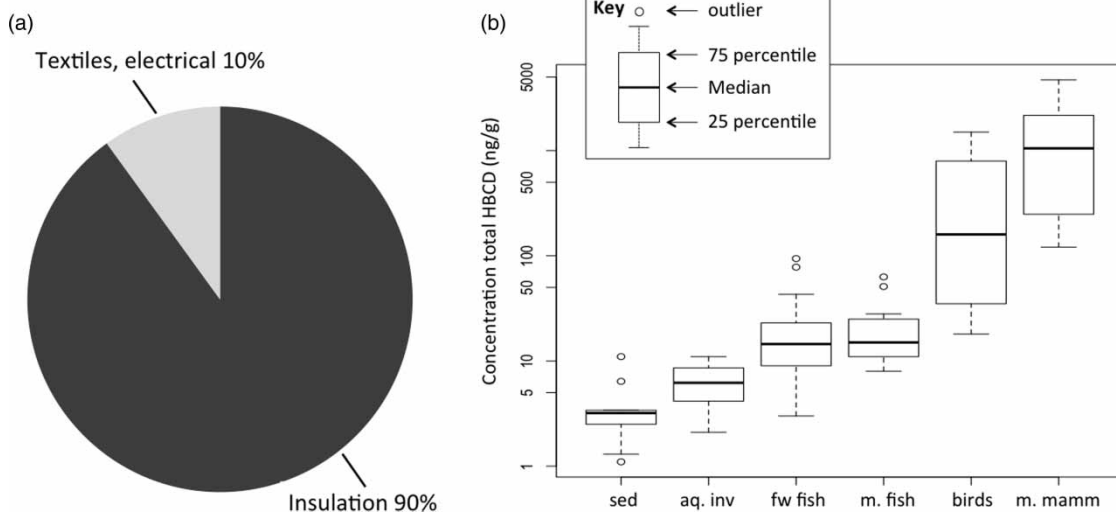 (a)
Textiles, electrical 10%
Insulation 90%
(b)
Key
outlier
75 percentile
Median
25 percentile
Concentration total HBCD (ng/g)
5000
500
100
50
10
5
1
sed aq. inv fw fish m. fish birds m. mamm